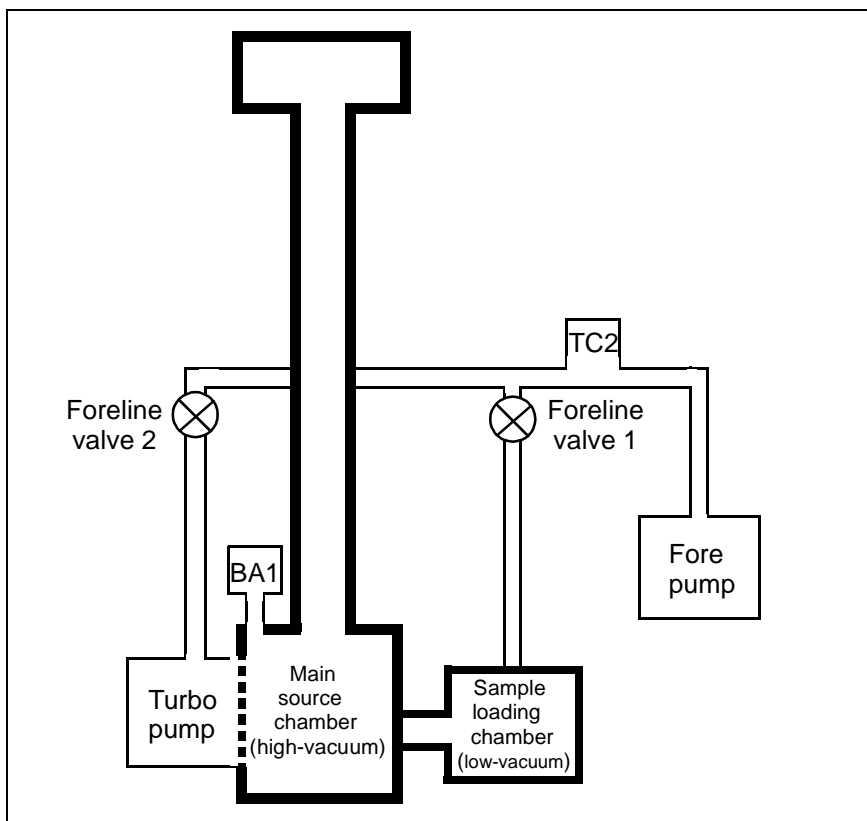 TC2
Foreline
valve 2
Foreline
valve 1
BA1
Fore
pump
Turbo
pump
Main
source
chamber
(high-vacuum)
Sample
loading
chamber
(low-vacuum)